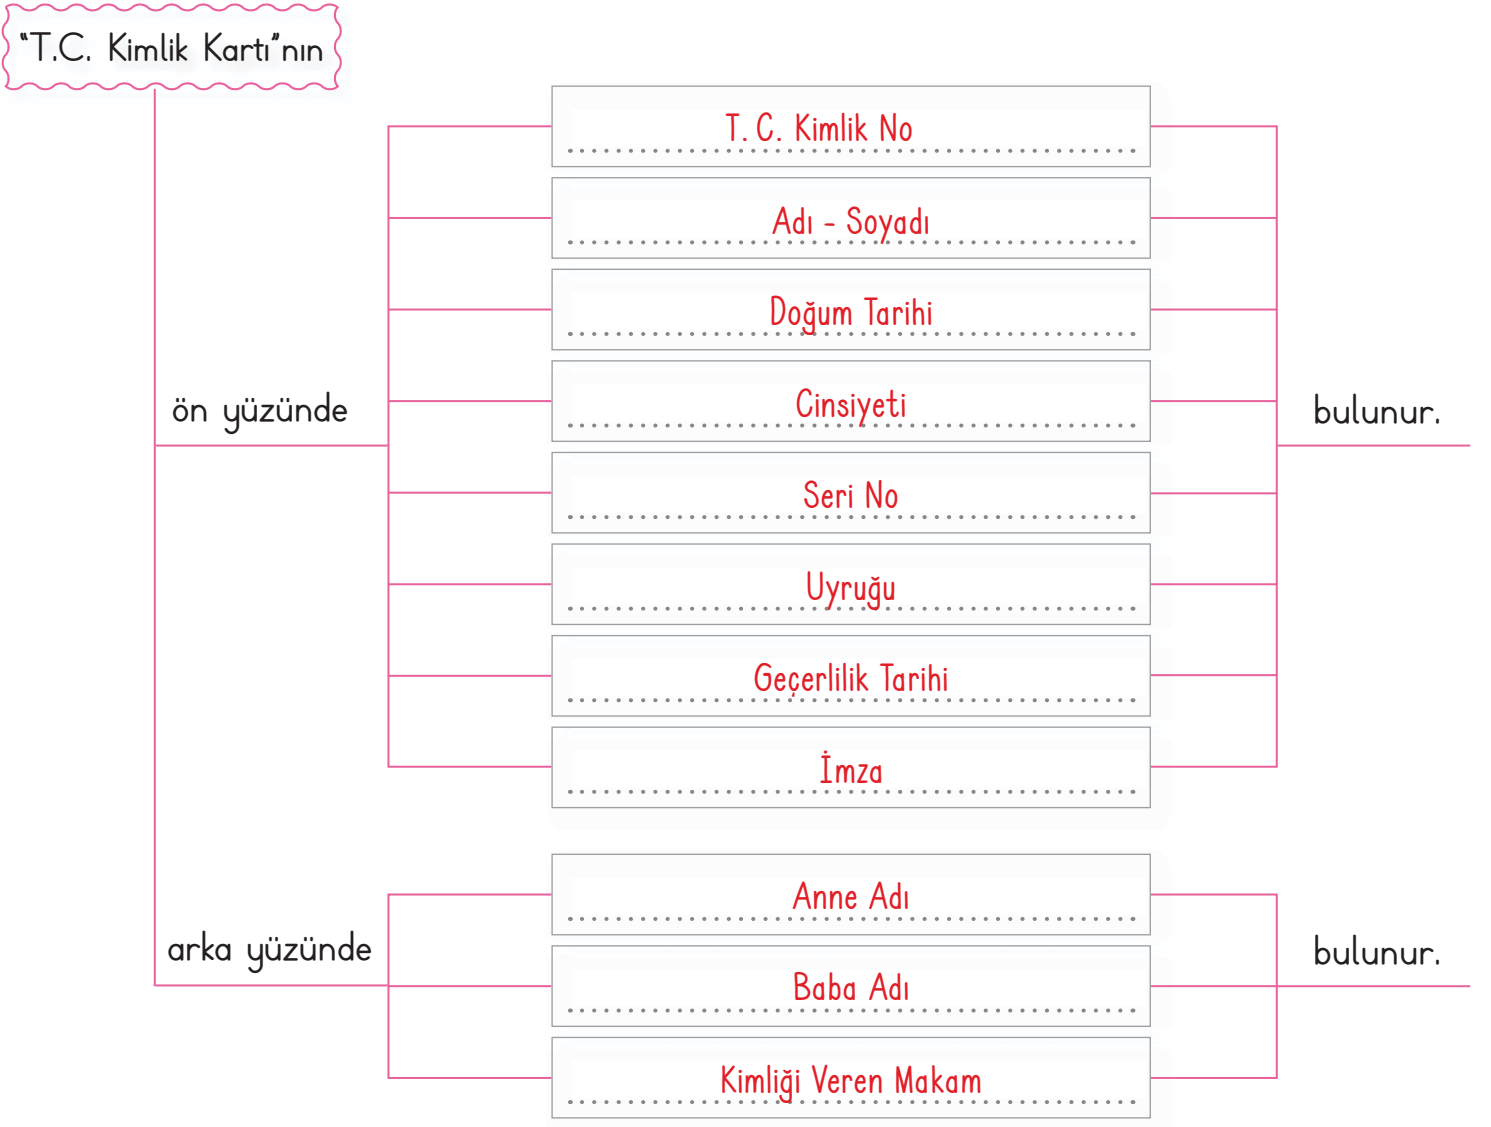 “T.C. Kimlik Kartı”nın
ön yüzünde
T. C. Kimlik No
Adı - Soyadı
Doğum Tarihi
Cinsiyeti
Seri No
Uyruğu
Geçerlilik Tarihi
İmza
bulunur.
arka yüzünde
Anne Adı
Baba Adı
Kimliği Veren Makam
bulunur.